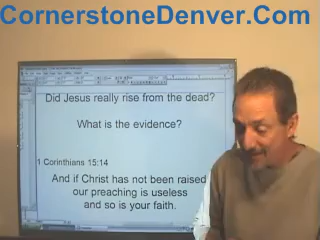 CornerstoneDenver.Com
Did Jesus really rise from the dead?
What is the evidence?
1 Corinthians 15:14
And if Christ has not been raised
our preaching is useless
and so is your faith.